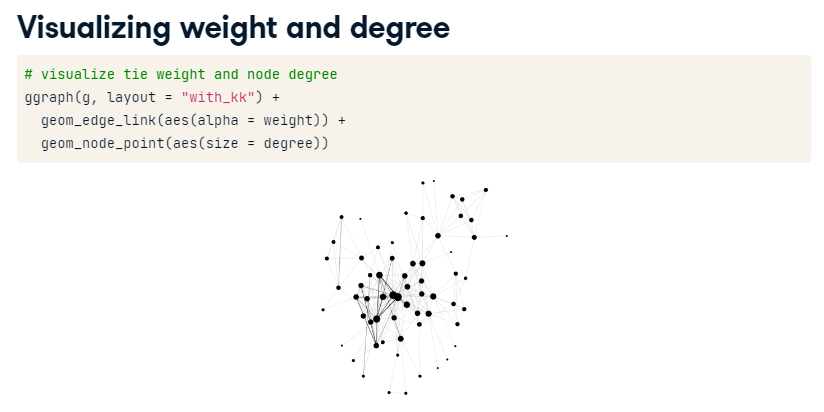 Visualizing weight and degree
# visualize tie weight and node degree
ggraph(g, layout = "with_kk") +
  geom_edge_link(aes(alpha = weight)) +
  geom_node_point(aes(size = degree))